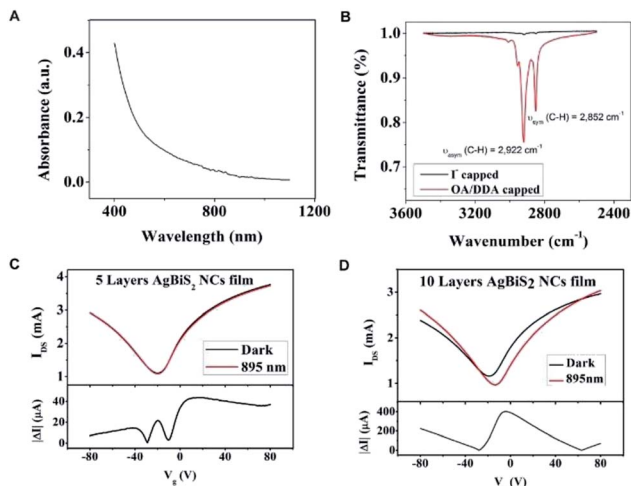 A
Absorbance (a.u.)
0.4
0.2
0.0
400
800
1200
Wavelength (nm)
B
Transmittance (%)
1.0
0.9
0.8
0.7
υsym (C-H) = 2,852 cm-1
υasym (C-H) = 2,922 cm-1
I- capped
OA/DDA capped
3600
3200
2800
2400
Wavenumber (cm-1)
C
5 Layers AgBiS2 NCs film
IDS (mA)
4
3
2
1
Dark
895 nm
|ΔI| (μA)
40
20
0
-80
-40
0
40
80
Vg (V)
D
10 Layers AgBiS2 NCs film
IDS (mA)
3
2
1
Dark
895nm
|ΔI| (μA)
400
200
0
-80
-40
0
40
80
V (V)